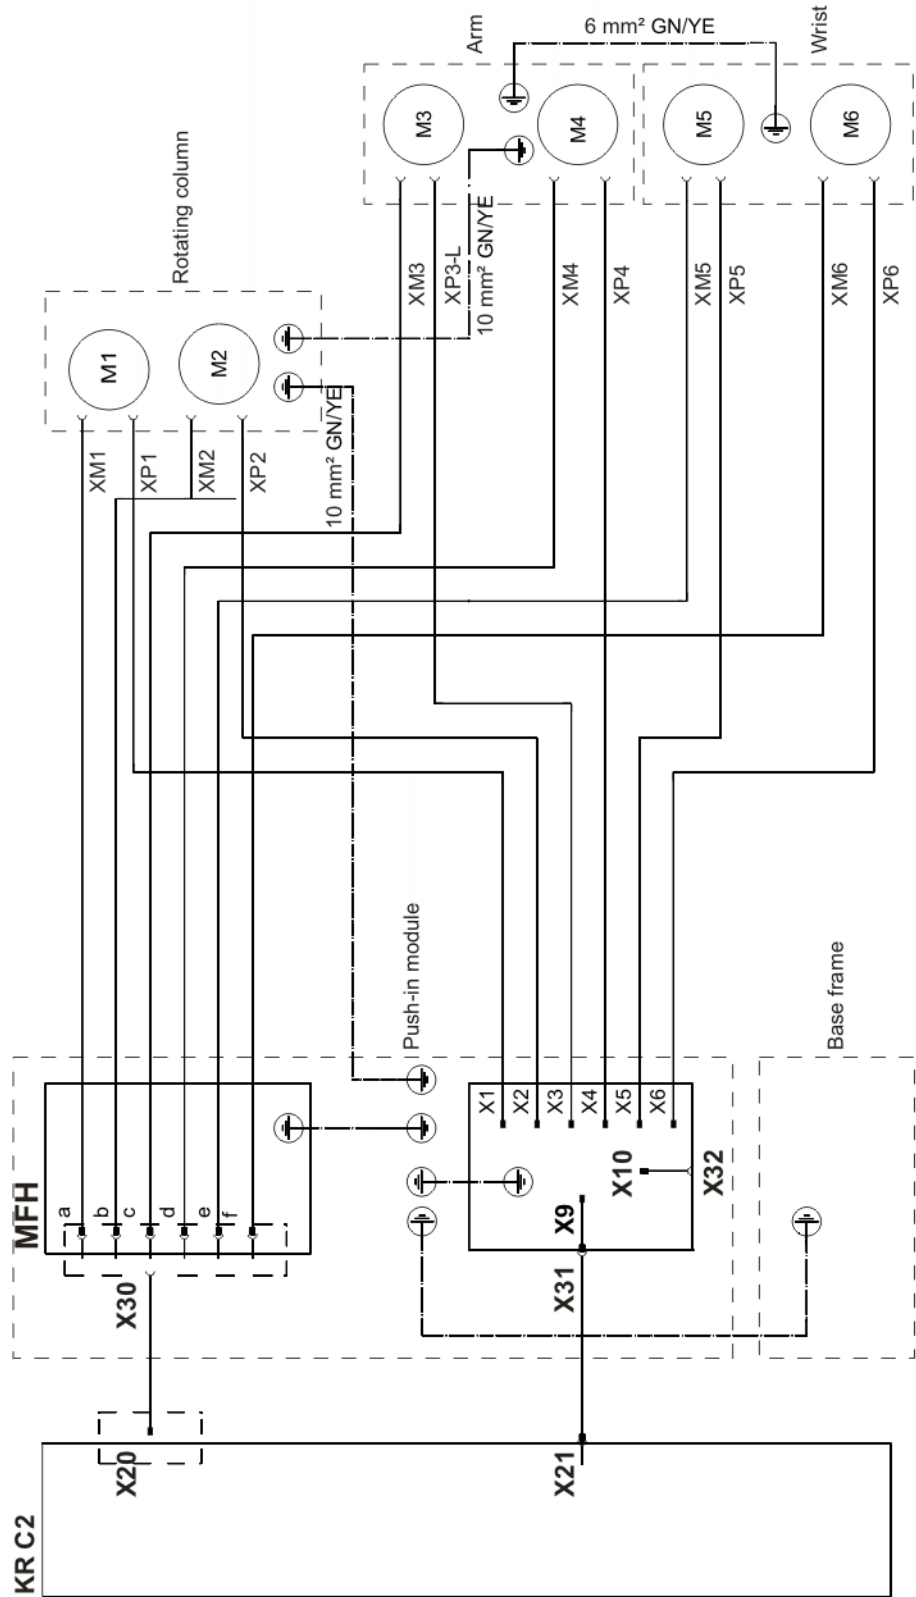 Arm
6 mm² GN/YE
Wrist
M3
M4
M5
M6
Rotating column
M1
M2
XM3
XP3-L
10 mm² GN/YE
XM4
XP4
XM5
XP5
XM6
XP6
XM1
XP1
XM2
XP2
10 mm² GN/YE
Push-in module
Base frame
MFH
a
b
c
d
e
f
X1
X2
X3
X4
X5
X6
X10
X32
X9
X30
X31
X20
X21
KR C2